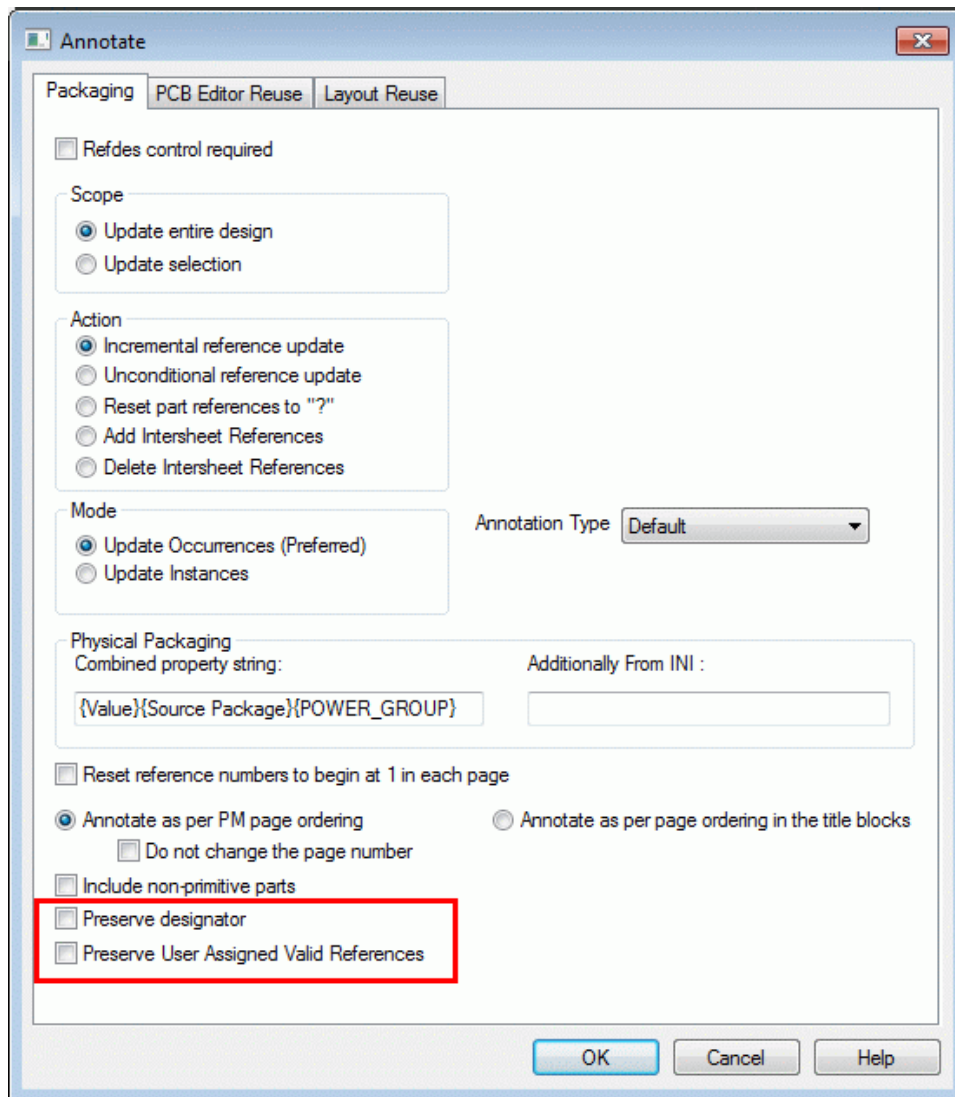 Annotate
Packaging PCB Editor Reuse Layout Reuse
Refdes control required
Scope
Update entire design
Update selection
Action
Incremental reference update
Unconditional reference update
Reset part references to "?"
Add Intersheet References
Delete Intersheet References
Mode
Update Occurrences (Preferred)
Update Instances
Annotation Type Default
Physical Packaging
Combined property string: Additionally From INI :
{Value}{Source Package}{POWER_GROUP}
Reset reference numbers to begin at 1 in each page
Annotate as per PM page ordering Annotate as per page ordering in the title blocks
Do not change the page number
Include non-primitive parts
Preserve designator
Preserve User Assigned Valid References
OK Cancel Help